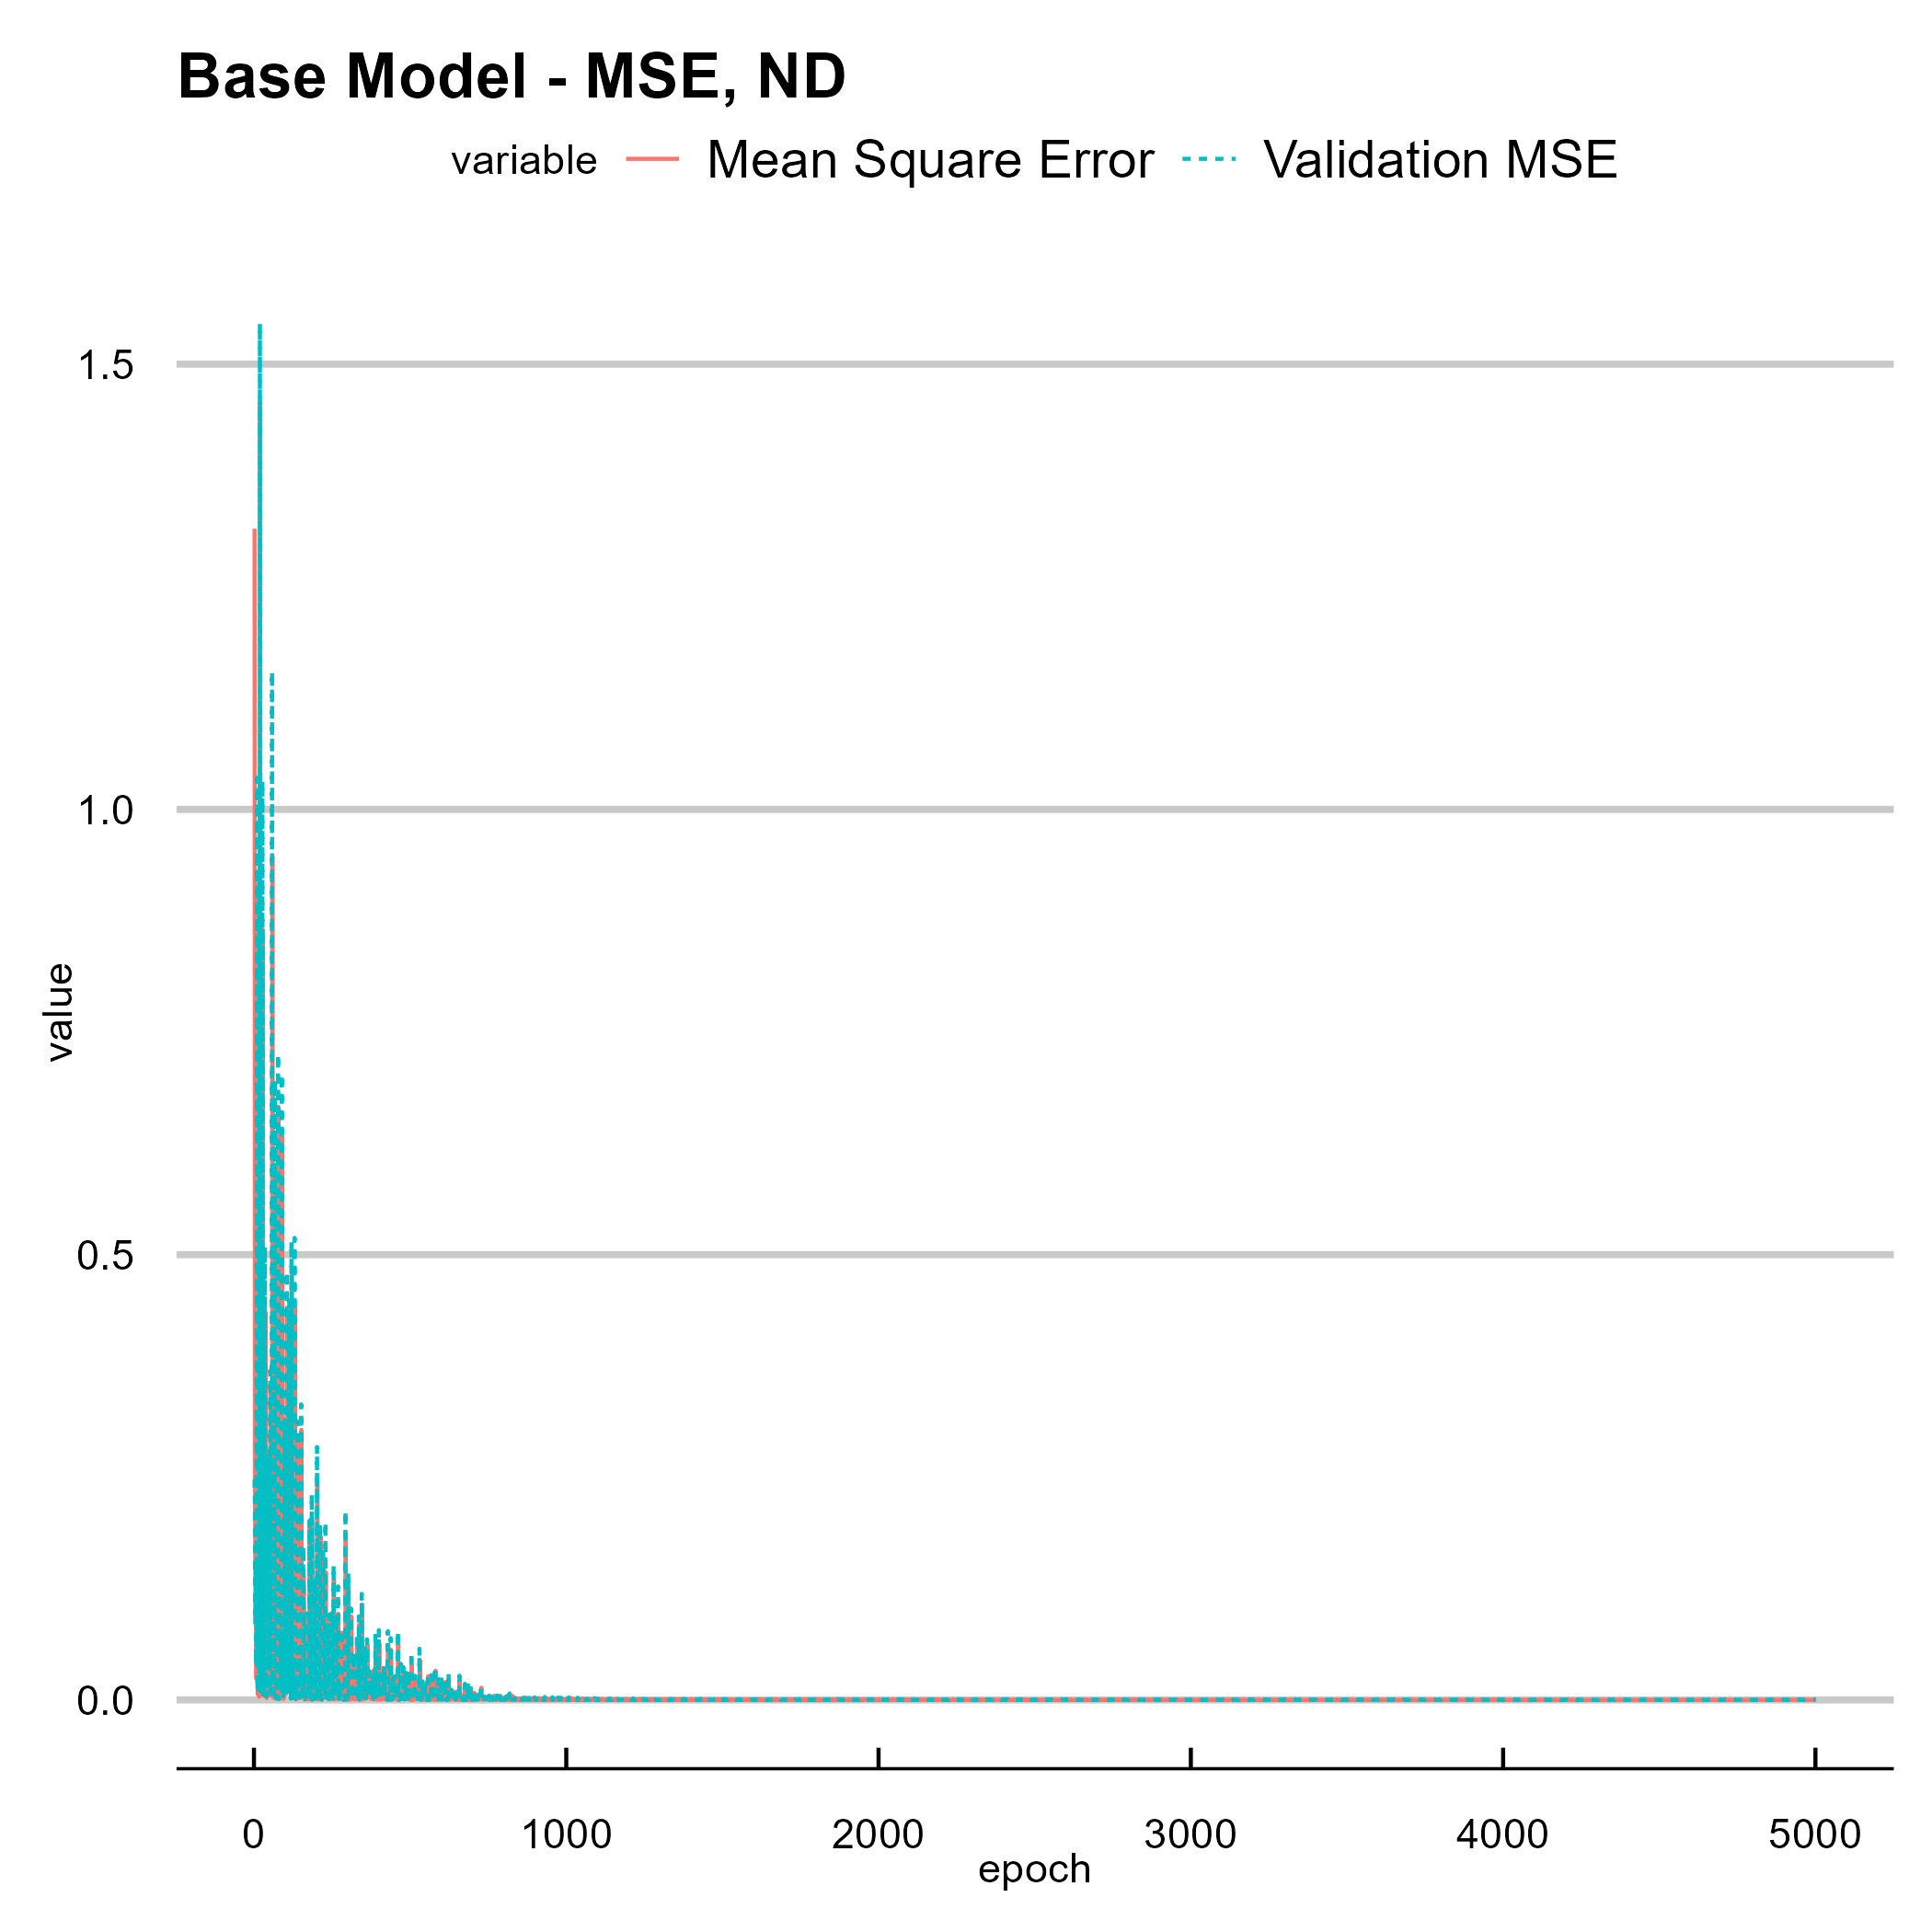 Base Model - MSE, ND
variable Mean Square Error Validation MSE
1.5
1.0
0.5
0.0
value
0 1000 2000 3000 4000 5000
epoch